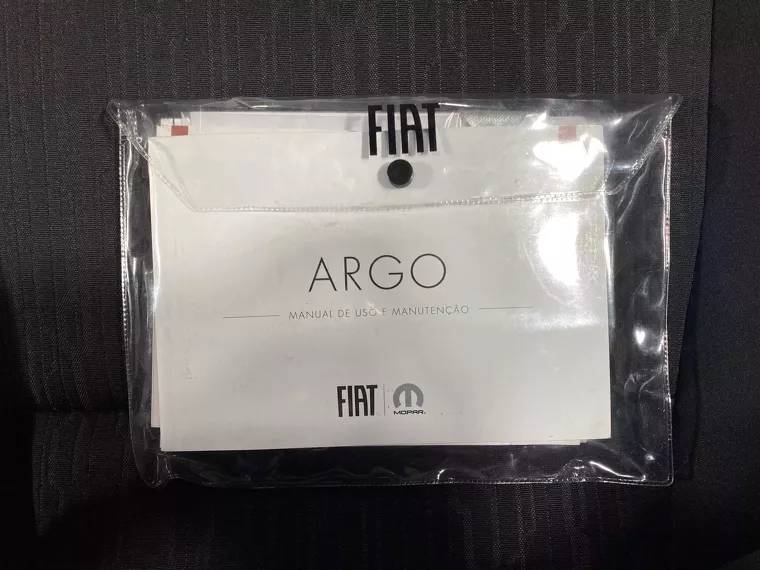 FIAT
ARGO
MANUAL DE USO E MANUTENÇÃO
FIAT MOPAR